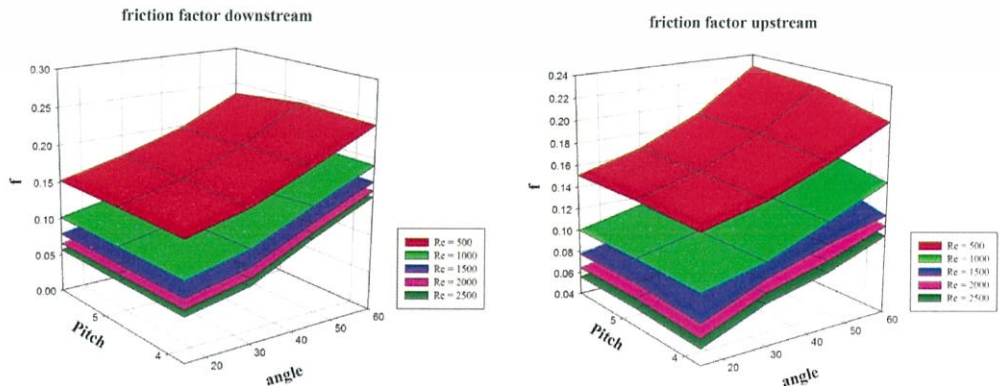 friction factor downstream
0.30
0.25
0.20
0.15
0.10
0.05
0.00
f
5
4
Pitch
20
30
40
50
60
angle
Re = 500
Re = 1000
Re = 1500
Re = 2000
Re = 2500
friction factor upstream
0.24
0.22
0.20
0.18
0.16
0.14
0.12
0.10
0.08
0.06
0.04
f
5
4
Pitch
20
30
40
50
60
angle
Re = 500
Re = 1000
Re = 1500
Re = 2000
Re = 2500